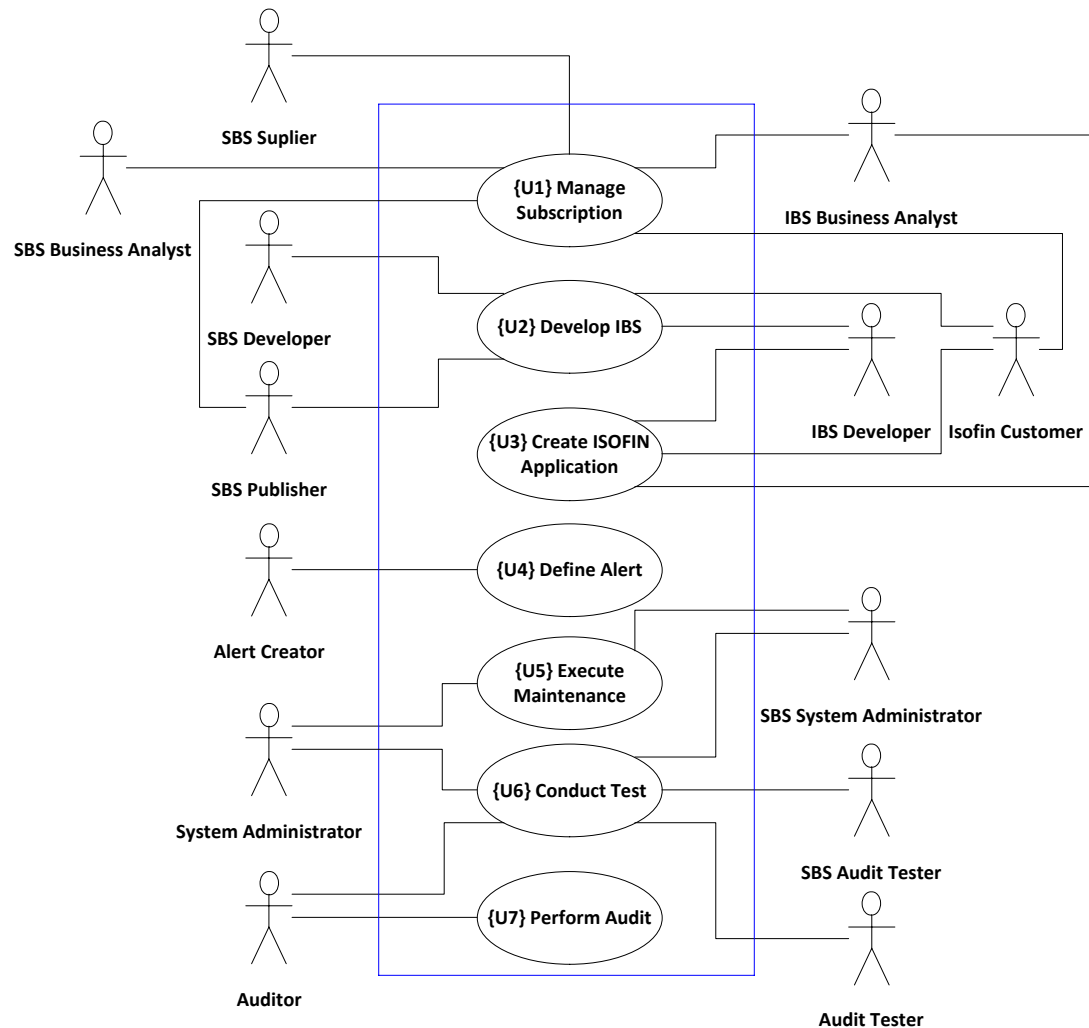 SBS Suplier
SBS Business Analyst
{U1} Manage
Subscription
IBS Business Analyst
SBS Developer
{U2} Develop IBS
IBS Developer
Isofin Customer
SBS Publisher
{U3} Create ISOFIN
Application
{U4} Define Alert
Alert Creator
{U5} Execute
Maintenance
SBS System Administrator
System Administrator
{U6} Conduct Test
SBS Audit Tester
{U7} Perform Audit
Auditor
Audit Tester